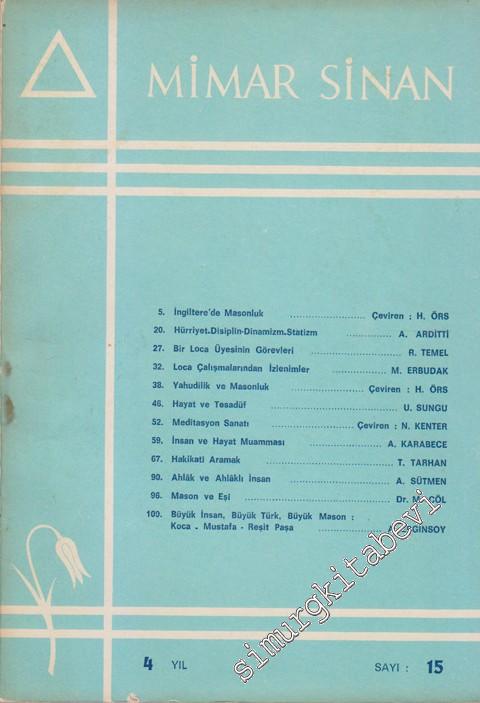 MİMAR SİNAN
5. İngiltere'de Masonluk .................. Çeviren : H. ÖRS
20. Hürriyet-Disiplin-Dinamizm-Statizm ............ A. ARDİTTİ
27. Bir Loca Üyesinin Görevleri .................. R. TEMEL
32. Loca Çalışmalarından İzlenimler ............... M. ERBUDAK
38. Yahudilik ve Masonluk .................. Çeviren : H. ÖRS
46. Hayat ve Tesadüf .................. U. SUNGU
52. Meditasyon Sanatı .................. Çeviren : N. KENTER
59. İnsan ve Hayat Muamması .................. A. KARABECE
67. Hakikati Aramak .................. T. TARHAN
90. Ahlâk ve Ahlâklı İnsan .................. A. SÜTMEN
96. Mason ve Eşi .................. Dr. M. GÖL
109. Büyük İnsan, Büyük Türk, Büyük Mason :
Koca - Mustafa - Reşit Paşa ..................
4 YIL SAYI : 15
simurgkitabevi